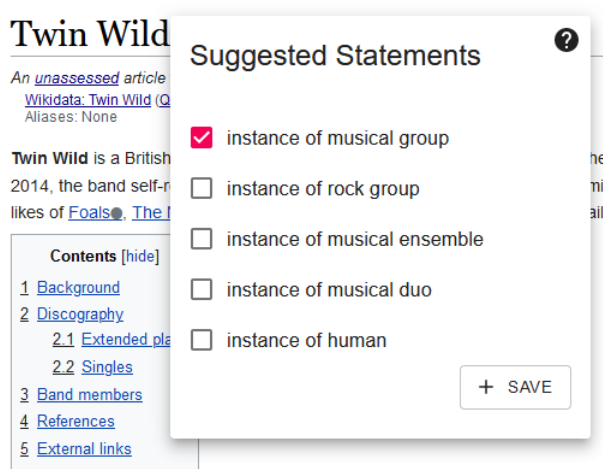 Twin Wild
An unassessed article
Wikidata: Twin Wild (Q
Aliases: None
Twin Wild is a British
2014, the band self-r
likes of Foals, The
Contents [hide]
1 Background
2 Discography
2.1 Extended pla
2.2 Singles
3 Band members
4 References
5 External links
Suggested Statements
?
instance of musical group
instance of rock group
instance of musical ensemble
instance of musical duo
instance of human
+ SAVE